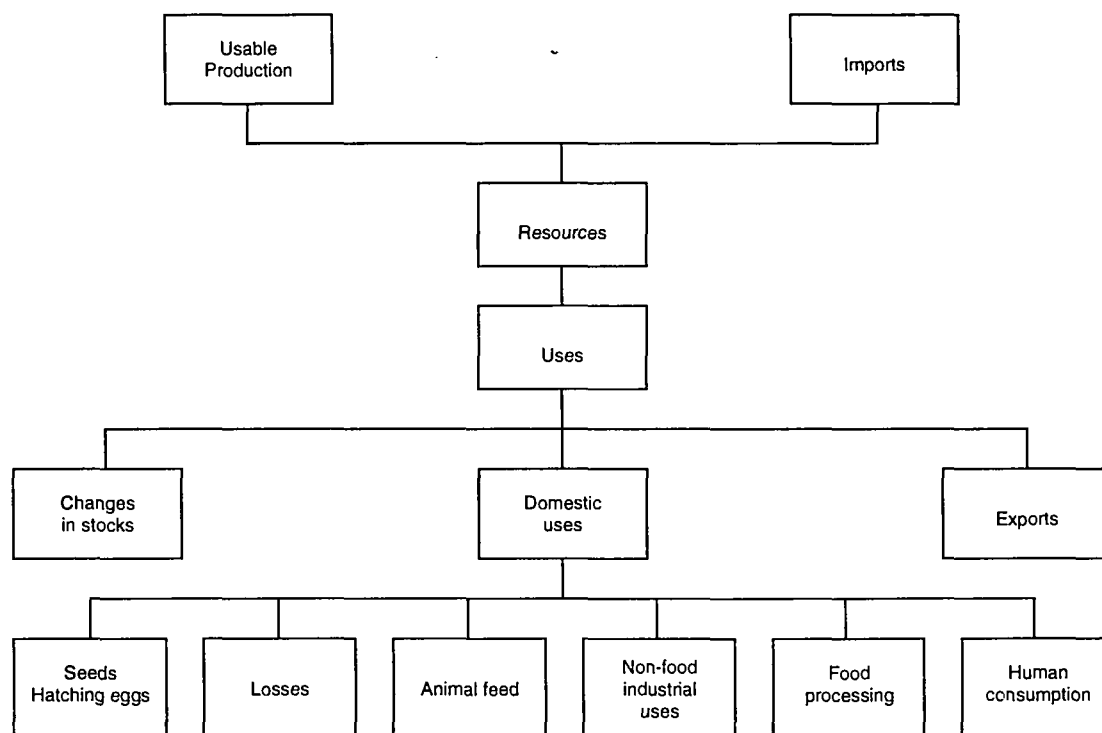 Usable
Production
Imports
Resources
Uses
Changes
in stocks
Domestic
uses
Exports
Seeds
Hatching eggs
Losses
Animal feed
Non-food
industrial
uses
Food
processing
Human
consumption